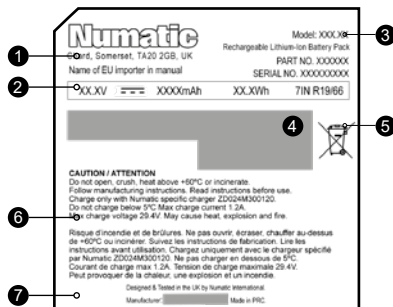 Numatic
Model: XXX.X
3
Rechargeable Lithium-Ion Battery Pack
1
Chard, Somerset, TA20 2GB, UK
PART NO. XXXXXX
Name of EU importer in manual
SERIAL NO. XXXXXXXXX
2
XX.XV XXXXmAh XX.XWh 7IN R19/66
4
5
CAUTION / ATTENTION
Do not open, crush, heat above +60ºC or incinerate.
Follow manufacturing instructions. Read instructions before use.
Charge only with Numatic specific charger ZD024M300120.
Do not charge below 5ºC Max charge current 1.2A.
6
Max charge voltage 29.4V. May cause heat, explosion and fire.
Risque d'incendie et de brûlures. Ne pas ouvrir, écraser, chauffer au-dessus
de +60ºC ou incinérer. Suivez les instructions de fabrication. Lire les
instructions avant utilisation. Chargez uniquement avec le chargeur spécifié
par Numatic ZD024M300120. Ne pas charger en dessous de 5ºC.
Courant de charge max 1.2A. Tension de charge maximale 29.4V.
Peut provoquer de la chaleur, une explosion et un incendie.
7
Designed & Tested in the UK by Numatic International.
Manufacturer: Made in PRC.